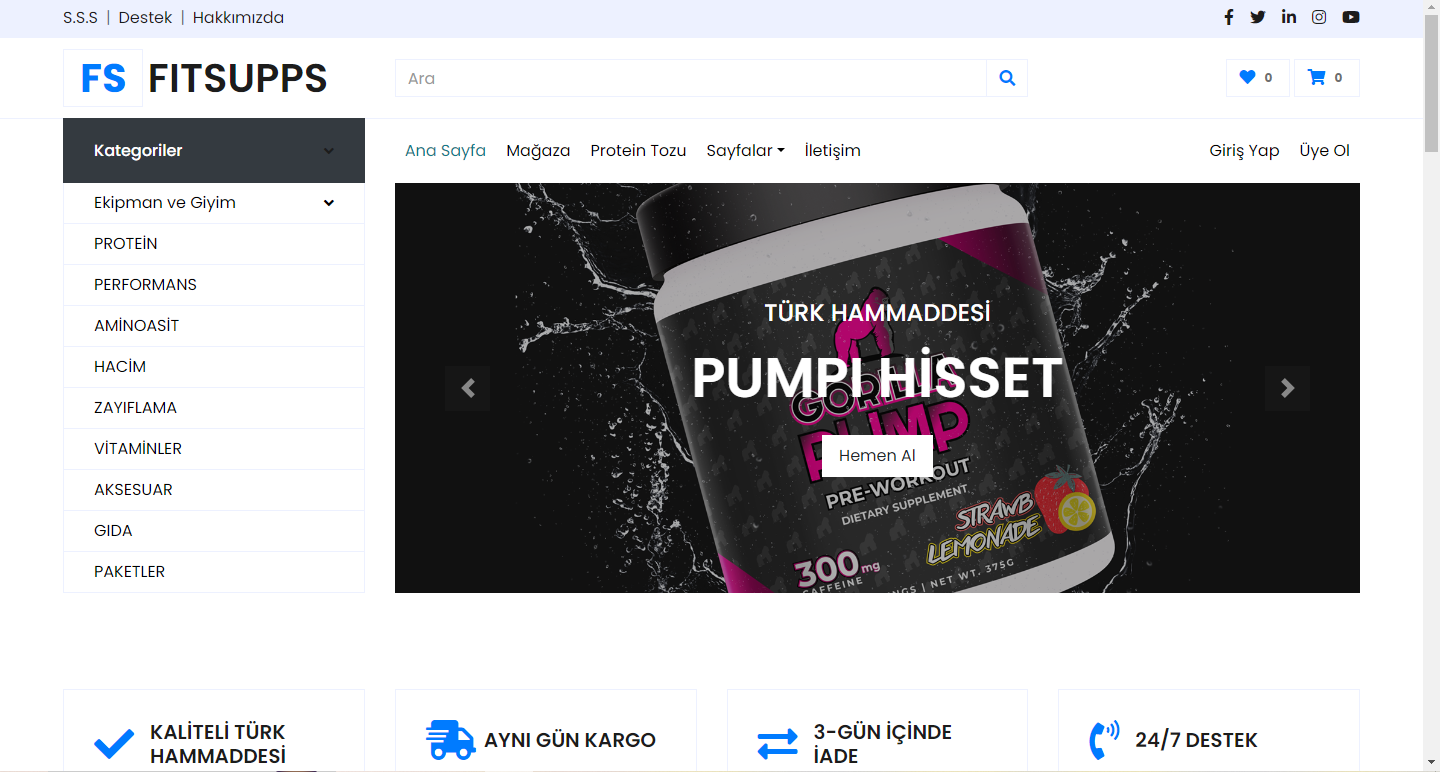 S.S.S | Destek | Hakkımızda
FS FITSUPPS
Ara
0
0
Kategoriler
Ana Sayfa Mağaza Protein Tozu Sayfalar İletişim
Giriş Yap Üye Ol
Ekipman ve Giyim
PROTEİN
PERFORMANS
AMİNOASİT
HACİM
ZAYIFLAMA
VİTAMİNLER
AKSESUAR
GIDA
PAKETLER
TÜRK HAMMADDESİ
PUMPI HİSSET
Hemen Al
GORILLA
PUMP
PRE-WORKOUT
DIETARY SUPPLEMENT
STRAWB
LEMONADE
300mg
CAFFEINE
NET WT. 375G
KALİTELİ TÜRK
HAMMADDESİ
AYNI GÜN KARGO
3-GÜN İÇİNDE
İADE
24/7 DESTEK